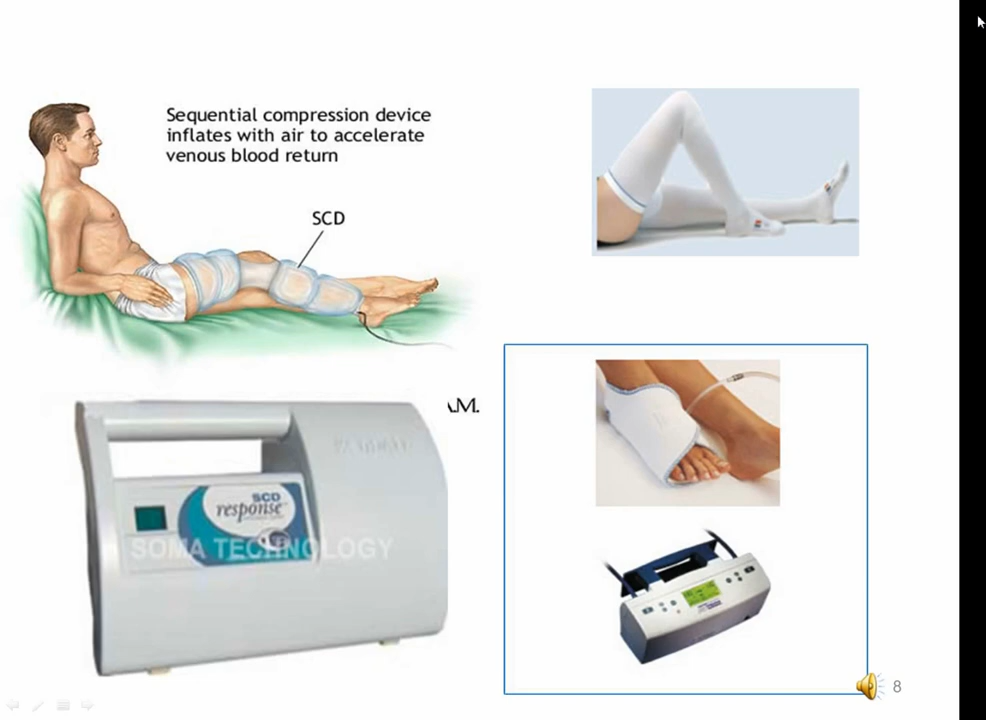 Sequential compression device
inflates with air to accelerate
venous blood return
SCD
.M.
SCD
response
SOMA TECHNOLOGY
8